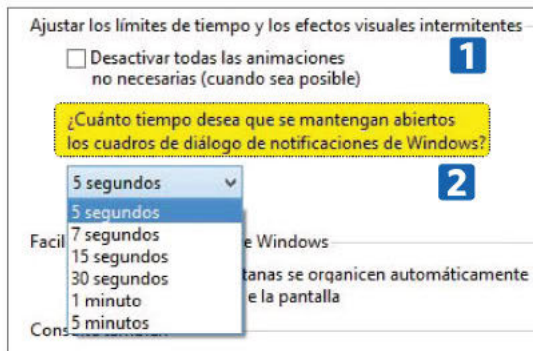 Ajustar los límites de tiempo y los efectos visuales intermitentes
1
Desactivar todas las animaciones
no necesarias (cuando sea posible)
¿Cuánto tiempo desea que se mantengan abiertos
los cuadros de diálogo de notificaciones de Windows?
2
5 segundos
5 segundos
7 segundos
Facil e Windows
15 segundos
tanas se organicen automáticamente
30 segundos
e la pantalla
1 minuto
5 minutos